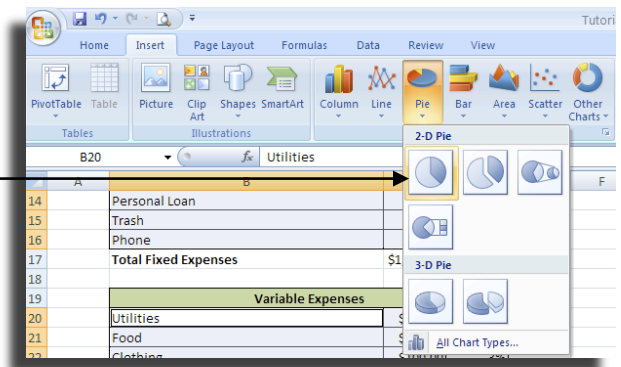 Tutori
Home Insert Page Layout Formulas Data Review View
PivotTable Table Picture Clip Art Shapes SmartArt Column Line Pie Bar Area Scatter Other Charts
Tables Illustrations
2-D Pie
B20 fx Utilities
A B F
14 Personal Loan
15 Trash
16 Phone
17 Total Fixed Expenses $1
3-D Pie
18
19 Variable Expenses
20 Utilities $
21 Food $
All Chart Types...
22 Clothing